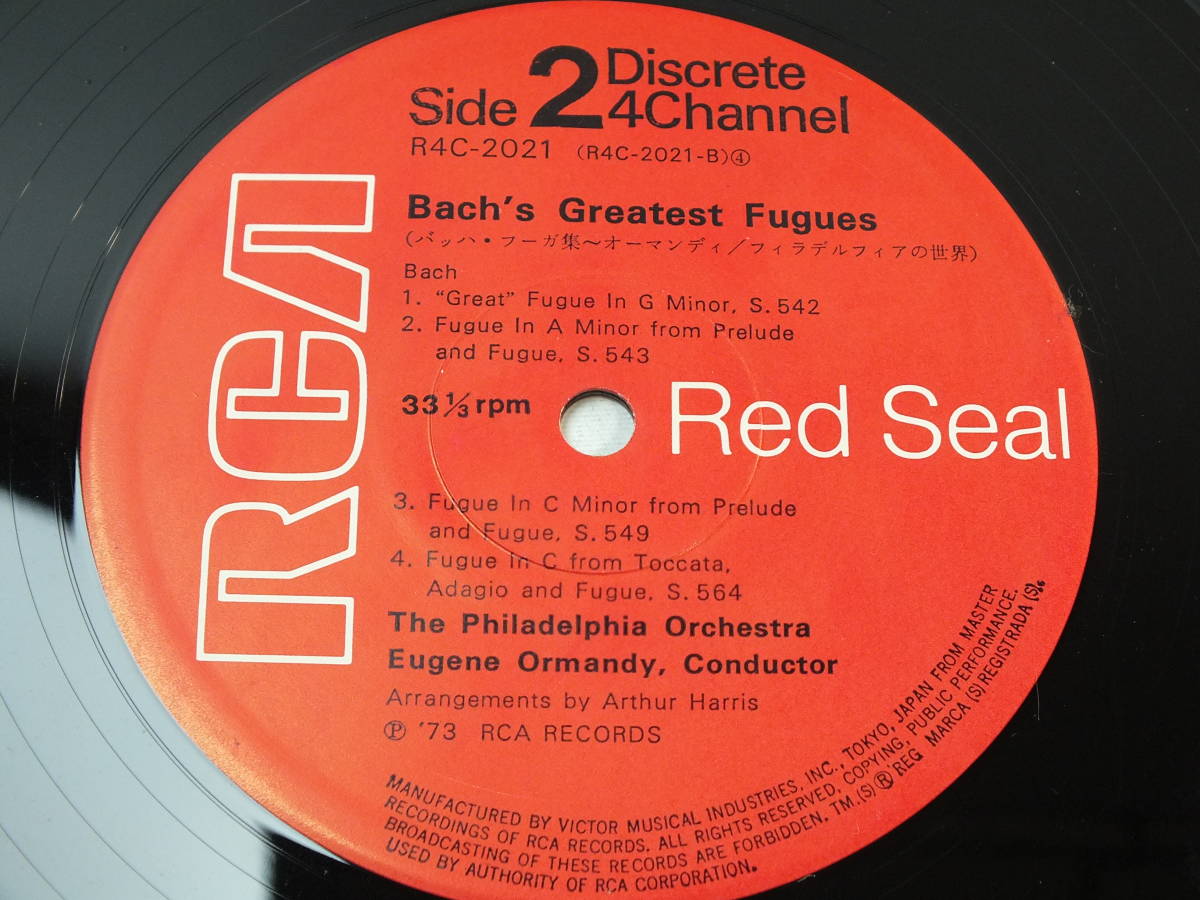 Side 2 Discrete
4Channel
R4C-2021 (R4C-2021-B)④
RCA
Bach's Greatest Fugues
(バッハ・フーガ集～オーマンディ／フィラデルフィアの世界)
Bach
1. "Great" Fugue In G Minor, S.542
2. Fugue In A Minor from Prelude
and Fugue, S.543
33 1/3 rpm
Red Seal
3. Fugue In C Minor from Prelude
and Fugue, S.549
4. Fugue In C from Toccata,
Adagio and Fugue, S.564
The Philadelphia Orchestra
Eugene Ormandy, Conductor
Arrangements by Arthur Harris
Ⓟ '73 RCA RECORDS
MANUFACTURED BY VICTOR MUSICAL INDUSTRIES, INC., TOKYO, JAPAN FROM MASTER
RECORDINGS OF RCA RECORDS. ALL RIGHTS RESERVED. COPYING, PUBLIC PERFORMANCE,
BROADCASTING OF THESE RECORDS ARE FORBIDDEN, TM.(S) ® REG MARCA (S) REGISTRADA (S).
USED BY AUTHORITY OF RCA CORPORATION.